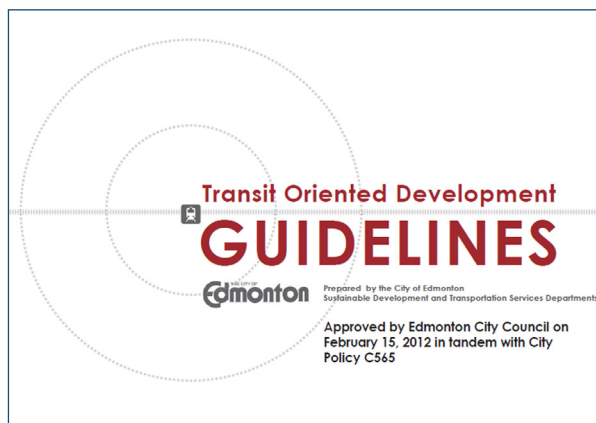 Transit Oriented Development
GUIDELINES
THE CITY OF
Edmonton
Prepared by the City of Edmonton
Sustainable Development and Transportation Services Departments
Approved by Edmonton City Council on
February 15, 2012 in tandem with City
Policy C565